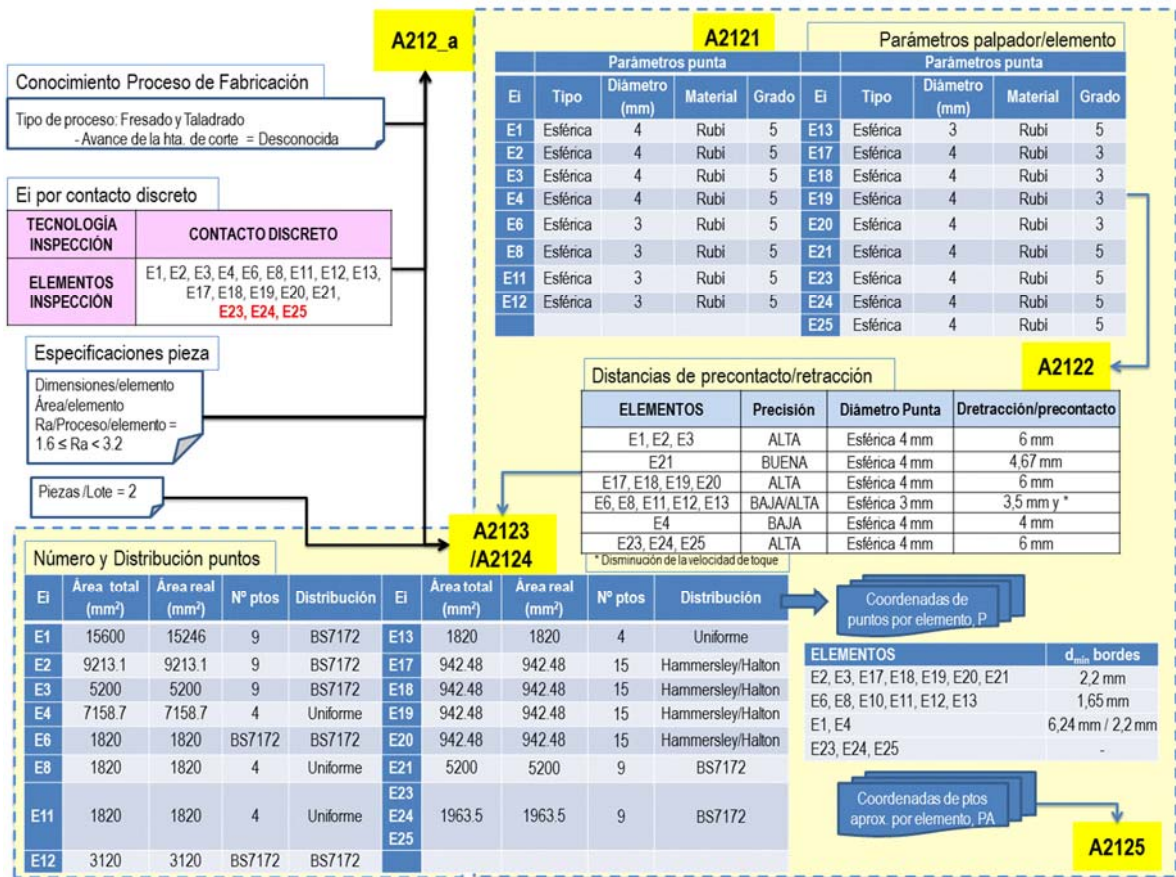 A212_a
Conocimiento Proceso de Fabricación
Tipo de proceso: Fresado y Taladrado
- Avance de la hta. de corte = Desconocida
Ei por contacto discreto
TECNOLOGÍA INSPECCIÓN CONTACTO DISCRETO
ELEMENTOS INSPECCIÓN E1, E2, E3, E4, E6, E8, E11, E12, E13,
E17, E18, E19, E20, E21,
E23, E24, E25
Especificaciones pieza
Dimensiones/elemento
Área/elemento
Ra/Proceso/elemento =
1.6 ≤ Ra < 3.2
Piezas /Lote = 2
A2121
Parámetros palpador/elemento
Parámetros punta Parámetros punta
Ei Tipo Diámetro (mm) Material Grado Ei Tipo Diámetro (mm) Material Grado
E1 Esférica 4 Rubí 5 E13 Esférica 3 Rubí 5
E2 Esférica 4 Rubí 5 E17 Esférica 4 Rubí 3
E3 Esférica 4 Rubí 5 E18 Esférica 4 Rubí 3
E4 Esférica 4 Rubí 5 E19 Esférica 4 Rubí 3
E6 Esférica 3 Rubí 5 E20 Esférica 4 Rubí 3
E8 Esférica 3 Rubí 5 E21 Esférica 4 Rubí 5
E11 Esférica 3 Rubí 5 E23 Esférica 4 Rubí 5
E12 Esférica 3 Rubí 5 E24 Esférica 4 Rubí 5
E25 Esférica 4 Rubí 5
A2122
Distancias de precontacto/retracción
ELEMENTOS Precisión Diámetro Punta Dretracción/precontacto
E1, E2, E3 ALTA Esférica 4 mm 6 mm
E21 BUENA Esférica 4 mm 4,67 mm
E17, E18, E19, E20 ALTA Esférica 4 mm 6 mm
E6, E8, E11, E12, E13 BAJA/ALTA Esférica 3 mm 3,5 mm y *
E4 BAJA Esférica 4 mm 4 mm
E23, E24, E25 ALTA Esférica 4 mm 6 mm
* Disminución de la velocidad de toque
A2123
/A2124
Número y Distribución puntos
Ei Área total (mm²) Área real (mm²) Nº ptos Distribución Ei Área total (mm²) Área real (mm²) Nº ptos Distribución
E1 15600 15246 9 BS7172 E13 1820 1820 4 Uniforme
E2 9213.1 9213.1 9 BS7172 E17 942.48 942.48 15 Hammersley/Halton
E3 5200 5200 9 BS7172 E18 942.48 942.48 15 Hammersley/Halton
E4 7158.7 7158.7 4 Uniforme E19 942.48 942.48 15 Hammersley/Halton
E6 1820 1820 BS7172 BS7172 E20 942.48 942.48 15 Hammersley/Halton
E8 1820 1820 4 Uniforme E21 5200 5200 9 BS7172
E11 1820 1820 4 Uniforme E23 E24 E25 1963.5 1963.5 9 BS7172
E12 3120 3120 BS7172 BS7172
Coordenadas de
puntos por elemento, P
ELEMENTOS dmín bordes
E2, E3, E17, E18, E19, E20, E21 2,2 mm
E6, E8, E10, E11, E12, E13 1,65 mm
E1, E4 6,24 mm / 2,2 mm
E23, E24, E25 -
Coordenadas de ptos
aprox. por elemento, PA
A2125